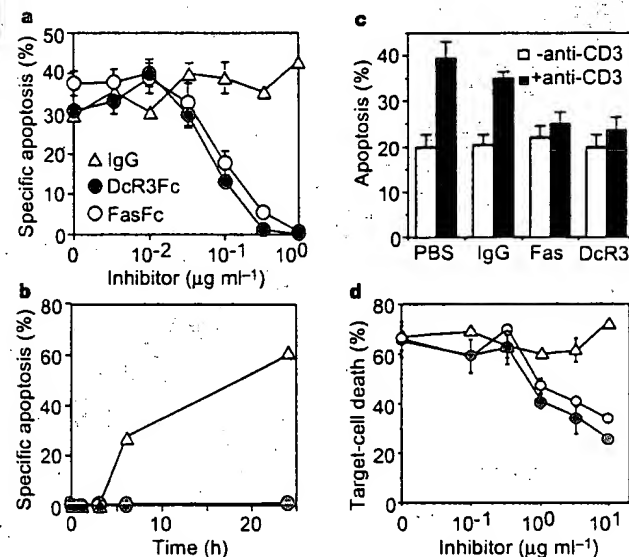 a
Specific apoptosis (%)
50
40
30
20
10
0
△ IgG
● DcR3Fc
○ FasFc
0 10⁻² 10⁻¹ 10⁰
Inhibitor (µg ml⁻¹)
b
Specific apoptosis (%)
80
60
40
20
0
0 10 20
Time (h)
c
Apoptosis (%)
40
30
20
10
0
-anti-CD3
+anti-CD3
PBS IgG Fas DcR3
d
Target-cell death (%)
80
60
40
20
0
0 10⁻¹ 10⁰ 10¹
Inhibitor (µg ml⁻¹)